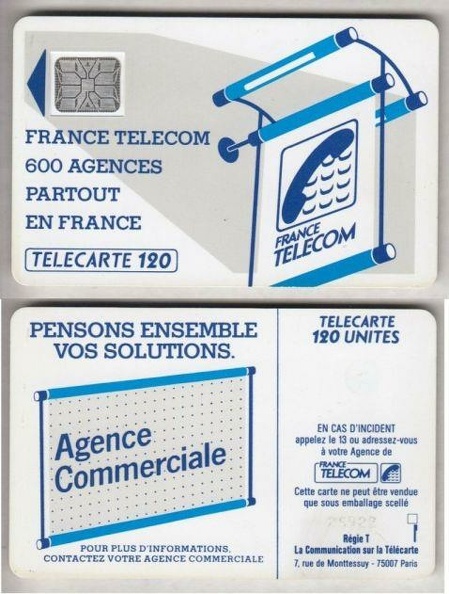 FRANCE TELECOM
600 AGENCES
PARTOUT
EN FRANCE
TELECARTE 120
FRANCE
TELECOM
PENSONS ENSEMBLE
VOS SOLUTIONS.
Agence
Commerciale
POUR PLUS D'INFORMATIONS.
CONTACTEZ VOTRE AGENCE COMMERCIALE
TELECARTE
120 UNITES
EN CAS D'INCIDENT
appelez le 13 ou adressez-vous
à votre Agence de
FRANCE
TELECOM
Cette carte ne peut être vendue
que sous emballage scellé
Régie T
La Communication sur la Télécarte
7, rue de Monttessuy - 75007 Paris